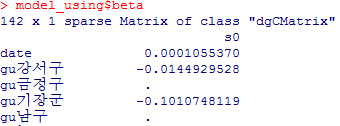 > model_using$beta
142 x 1 sparse Matrix of class "dgCMatrix"
s0
date 0.0001055370
gu강서구 -0.0144929528
gu금정구 .
gu기장군 -0.1010748119
gu남구 .